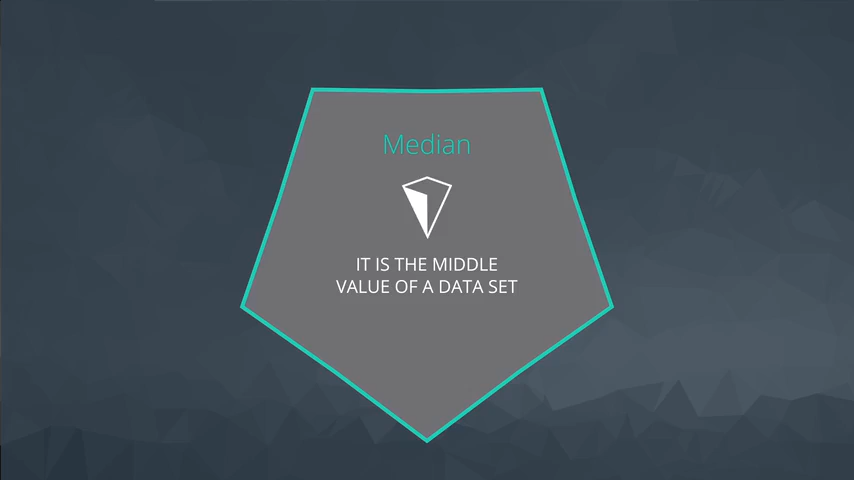 Median
IT IS THE MIDDLE
VALUE OF A DATA SET